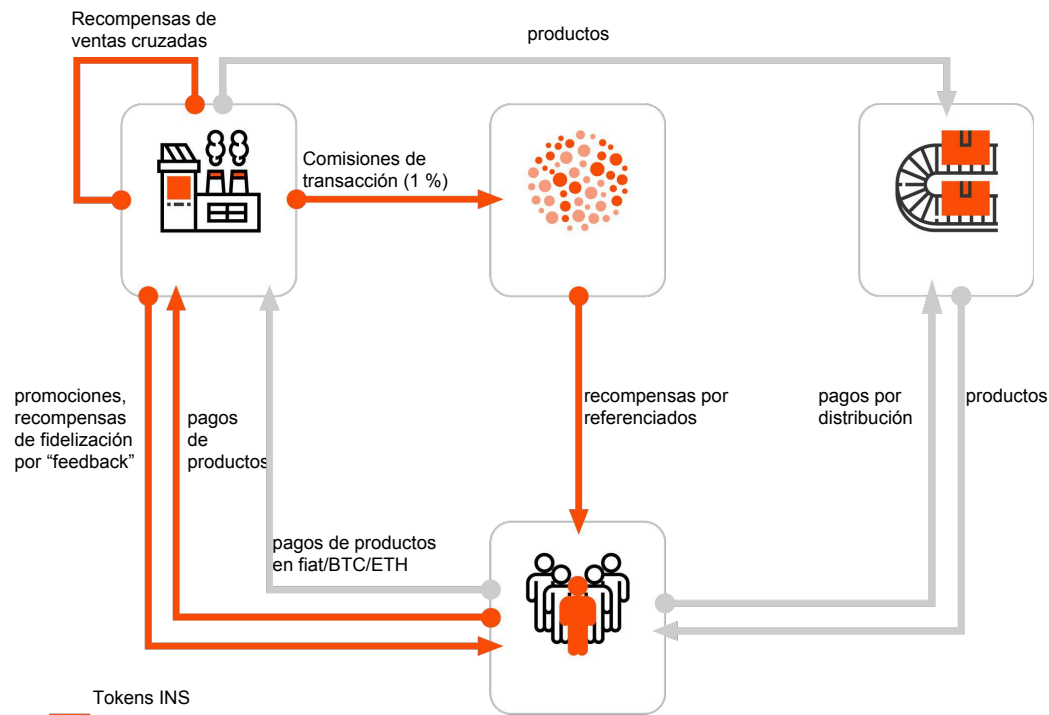 Recompensas de
ventas cruzadas
productos
Comisiones de
transacción (1 %)
promociones,
recompensas
de fidelización
por “feedback”
pagos
de
productos
recompensas por
referenciados
pagos por
distribución
productos
pagos de productos
en fiat/BTC/ETH
Tokens INS